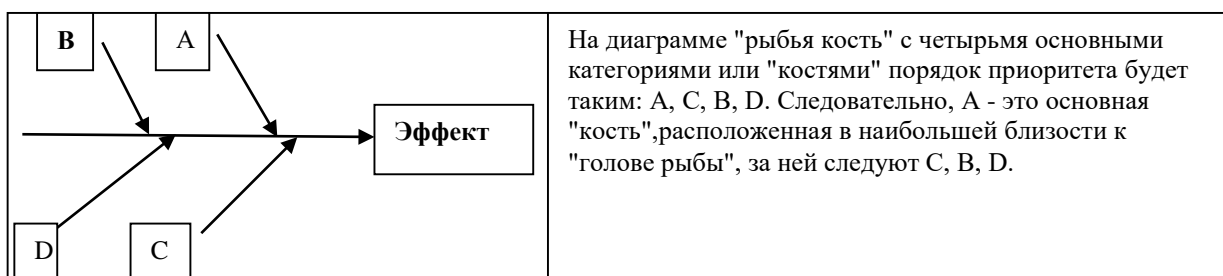 B
A
Эффект
D
C
На диаграмме "рыбья кость" с четырьмя основными
категориями или "костями" порядок приоритета будет
таким: A, C, B, D. Следовательно, A - это основная
"кость",расположенная в наибольшей близости к
"голове рыбы", за ней следуют C, B, D.